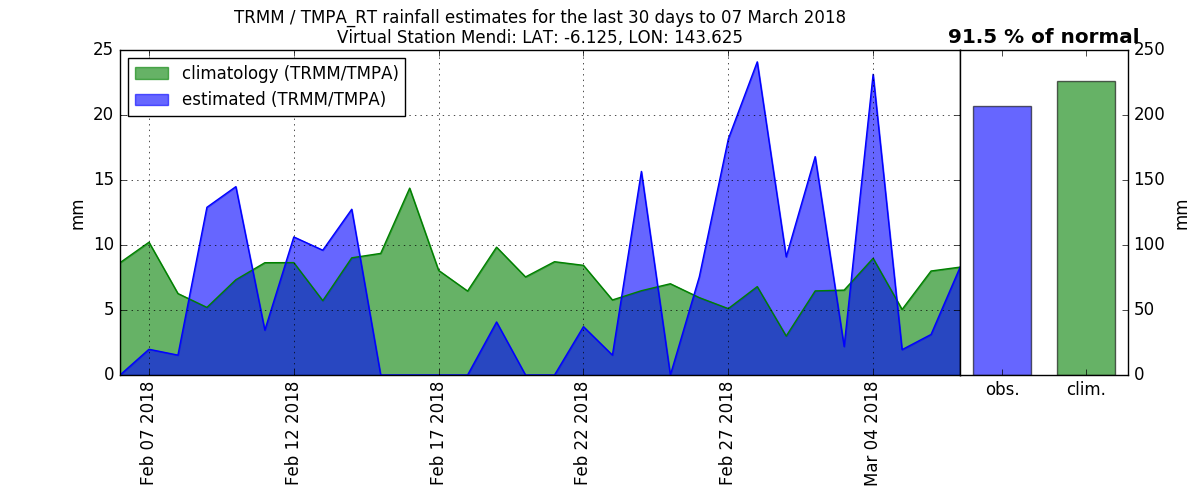 TRMM / TMPA_RT rainfall estimates for the last 30 days to 07 March 2018
Virtual Station Mendi: LAT: -6.125, LON: 143.625
91.5 % of normal
climatology (TRMM/TMPA)
estimated (TRMM/TMPA)
25
20
15
10
5
0
mm
Feb 07 2018
Feb 12 2018
Feb 17 2018
Feb 22 2018
Feb 27 2018
Mar 04 2018
250
200
150
100
50
0
mm
obs.
clim.